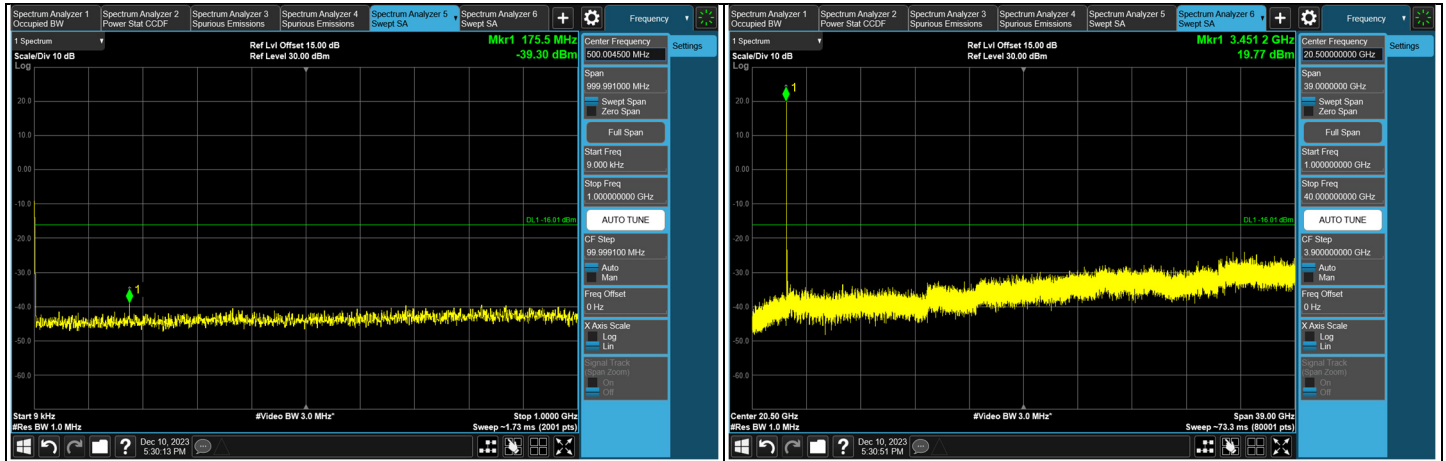 Spectrum Analyzer 1
Occupied BW
Spectrum Analyzer 2
Power Stat CCDF
Spectrum Analyzer 3
Spurious Emissions
Spectrum Analyzer 4
Spurious Emissions
Spectrum Analyzer 5
Swept SA
Spectrum Analyzer 6
Swept SA
Frequency
1 Spectrum
Scale/Div 10 dB
Log
Ref Lvl Offset 15.00 dB
Ref Level 30.00 dBm
Mkr1 175.5 MHz
-39.30 dBm
20.0
10.0
0.00
-10.0
-20.0
-30.0
-40.0
-50.0
-60.0
DL1 -16.01 dBm
1
Start 9 kHz
#Res BW 1.0 MHz
#Video BW 3.0 MHz*
Stop 1.0000 GHz
Sweep ~1.73 ms (2001 pts)
Center Frequency
500.004500 MHz
Settings
Span
999.991000 MHz
Swept Span
Zero Span
Full Span
Start Freq
9.000 kHz
Stop Freq
1.000000000 GHz
AUTO TUNE
CF Step
99.999100 MHz
Auto
Man
Freq Offset
0 Hz
X Axis Scale
Log
Lin
Signal Track
(Span Zoom)
On
Off
Dec 10, 2023
5:30:13 PM
Spectrum Analyzer 1
Occupied BW
Spectrum Analyzer 2
Power Stat CCDF
Spectrum Analyzer 3
Spurious Emissions
Spectrum Analyzer 4
Spurious Emissions
Spectrum Analyzer 5
Swept SA
Spectrum Analyzer 6
Swept SA
Frequency
1 Spectrum
Scale/Div 10 dB
Log
Ref Lvl Offset 15.00 dB
Ref Level 30.00 dBm
Mkr1 3.451 2 GHz
19.77 dBm
20.0
10.0
0.00
-10.0
-20.0
-30.0
-40.0
-50.0
-60.0
DL1 -16.01 dBm
1
Center 20.50 GHz
#Res BW 1.0 MHz
#Video BW 3.0 MHz*
Span 39.00 GHz
Sweep ~73.3 ms (80001 pts)
Center Frequency
20.500000000 GHz
Settings
Span
39.0000000 GHz
Swept Span
Zero Span
Full Span
Start Freq
1.000000000 GHz
Stop Freq
40.000000000 GHz
AUTO TUNE
CF Step
3.900000000 GHz
Auto
Man
Freq Offset
0 Hz
X Axis Scale
Log
Lin
Signal Track
(Span Zoom)
On
Off
Dec 10, 2023
5:30:51 PM